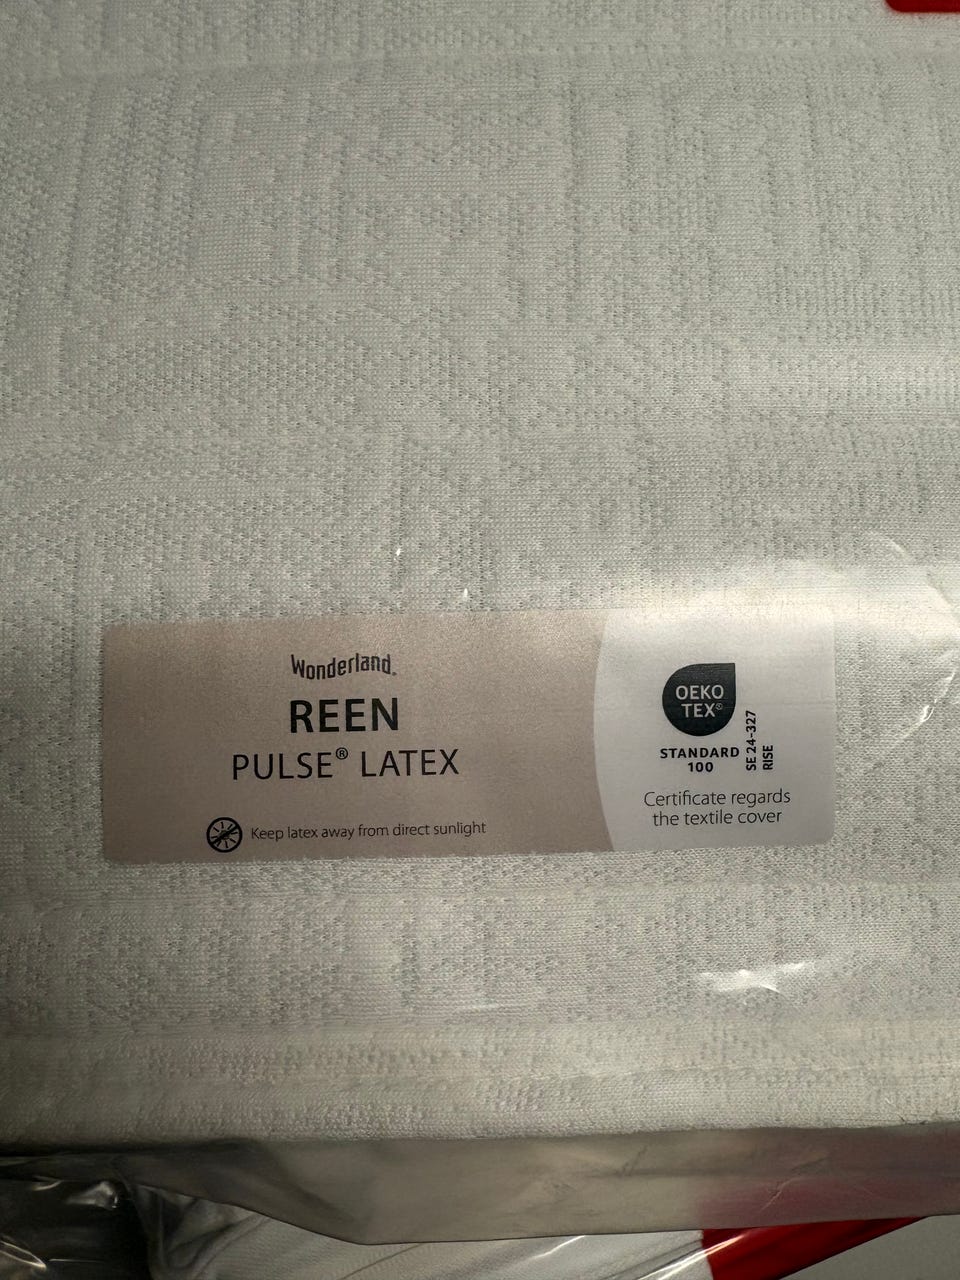 Wonderland®
REEN
PULSE® LATEX
Keep latex away from direct sunlight
OEKO
TEX®
STANDARD
100
SE 24-327
RISE
Certificate regards
the textile cover